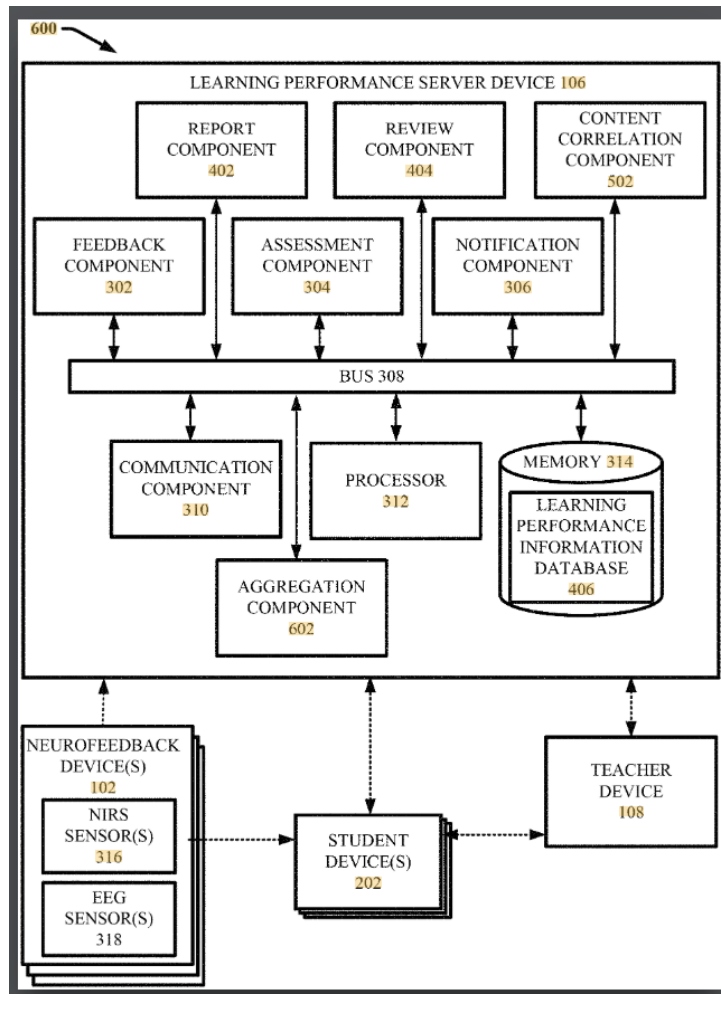 600
LEARNING PERFORMANCE SERVER DEVICE 106
REPORT
COMPONENT
402
REVIEW
COMPONENT
404
CONTENT
CORRELATION
COMPONENT
502
FEEDBACK
COMPONENT
302
ASSESSMENT
COMPONENT
304
NOTIFICATION
COMPONENT
306
BUS 308
COMMUNICATION
COMPONENT
310
PROCESSOR
312
MEMORY 314
LEARNING
PERFORMANCE
INFORMATION
DATABASE
406
AGGREGATION
COMPONENT
602
NEUROFEEDBACK
DEVICE(S)
102
NIRS
SENSOR(S)
316
EEG
SENSOR(S)
318
STUDENT
DEVICE(S)
202
TEACHER
DEVICE
108